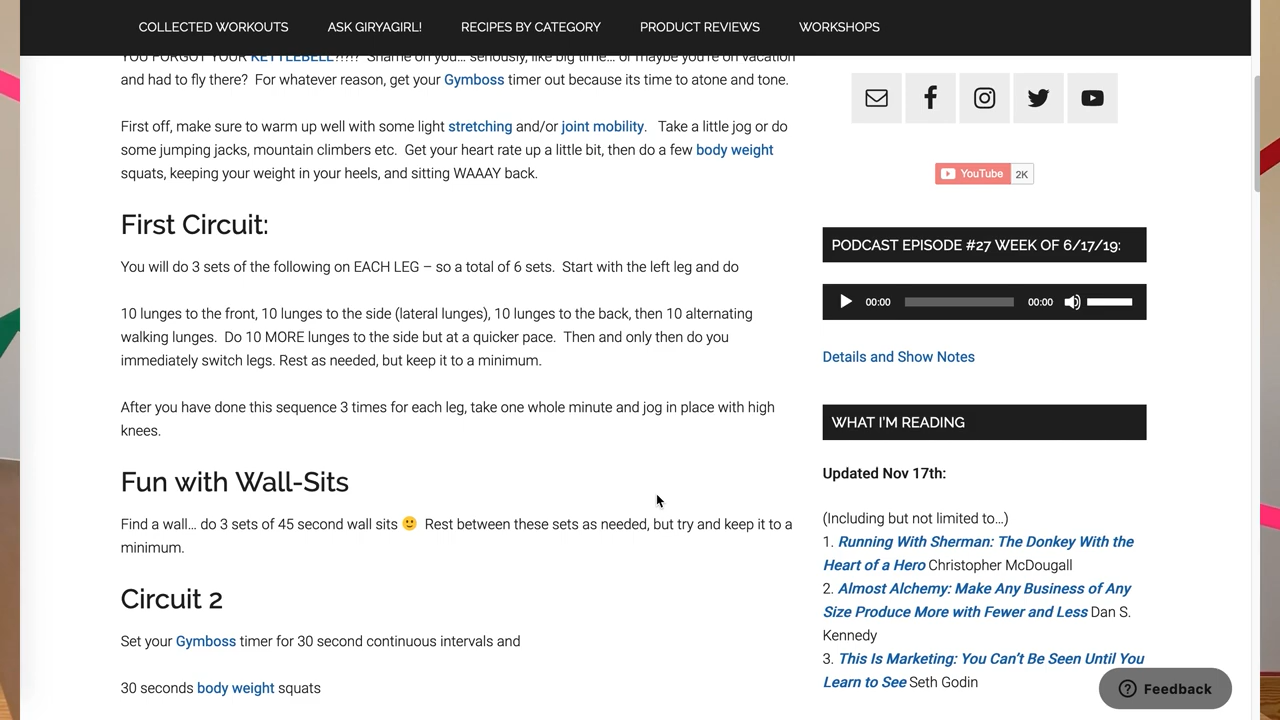 COLLECTED WORKOUTS ASK GIRYAGIRL! RECIPES BY CATEGORY PRODUCT REVIEWS WORKSHOPS
YOU FORGOT YOUR KETTLEBELL?!?!? Shame on you… seriously, like big time… or maybe you're on vacation
and had to fly there? For whatever reason, get your Gymboss timer out because its time to atone and tone.
First off, make sure to warm up well with some light stretching and/or joint mobility. Take a little jog or do
some jumping jacks, mountain climbers etc. Get your heart rate up a little bit, then do a few body weight
squats, keeping your weight in your heels, and sitting WAAAY back.
First Circuit:
You will do 3 sets of the following on EACH LEG – so a total of 6 sets. Start with the left leg and do
10 lunges to the front, 10 lunges to the side (lateral lunges), 10 lunges to the back, then 10 alternating
walking lunges. Do 10 MORE lunges to the side but at a quicker pace. Then and only then do you
immediately switch legs. Rest as needed, but keep it to a minimum.
After you have done this sequence 3 times for each leg, take one whole minute and jog in place with high
knees.
Fun with Wall-Sits
Find a wall… do 3 sets of 45 second wall sits 🙂 Rest between these sets as needed, but try and keep it to a
minimum.
Circuit 2
Set your Gymboss timer for 30 second continuous intervals and
30 seconds body weight squats
YouTube 2K
PODCAST EPISODE #27 WEEK OF 6/17/19:
00:00 00:00
Details and Show Notes
WHAT I'M READING
Updated Nov 17th:
(Including but not limited to…)
1. Running With Sherman: The Donkey With the
Heart of a Hero Christopher McDougall
2. Almost Alchemy: Make Any Business of Any
Size Produce More with Fewer and Less Dan S.
Kennedy
3. This Is Marketing: You Can't Be Seen Until You
Learn to See Seth Godin
Feedback